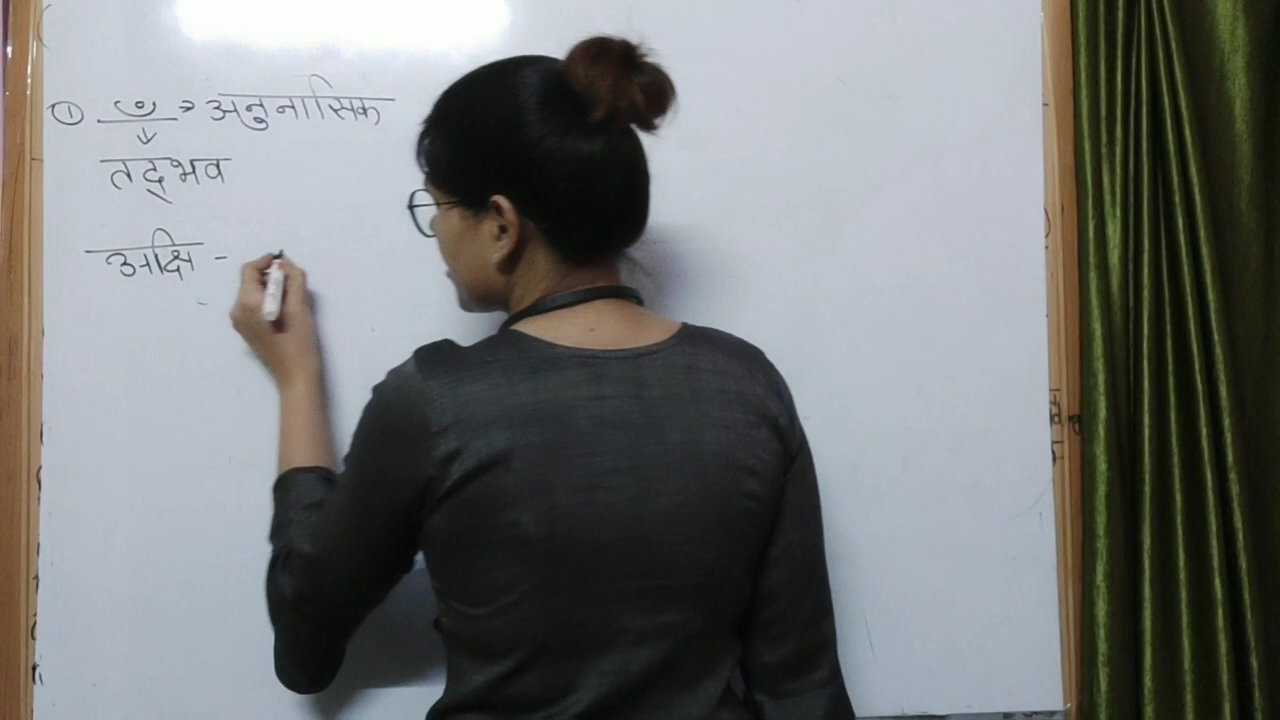 ① ँ → अनुनासिक
↓
तद्‌भव
अक्षि -